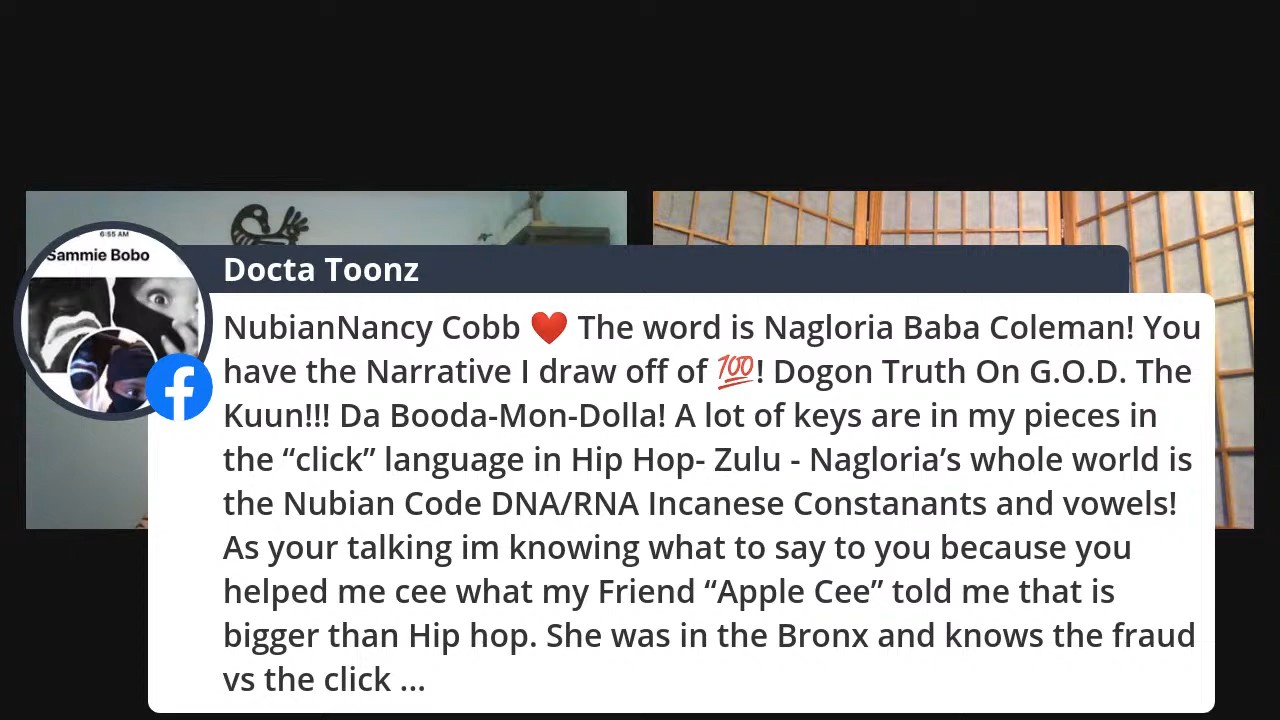 6:55 AM
Sammie Bobo
Docta Toonz
NubianNancy Cobb ❤️ The word is Nagloria Baba Coleman! You
have the Narrative I draw off of 💯! Dogon Truth On G.O.D. The
Kuun!!! Da Booda-Mon-Dolla! A lot of keys are in my pieces in
the “click” language in Hip Hop- Zulu - Nagloria’s whole world is
the Nubian Code DNA/RNA Incanese Constanants and vowels!
As your talking im knowing what to say to you because you
helped me cee what my Friend “Apple Cee” told me that is
bigger than Hip hop. She was in the Bronx and knows the fraud
vs the click ...